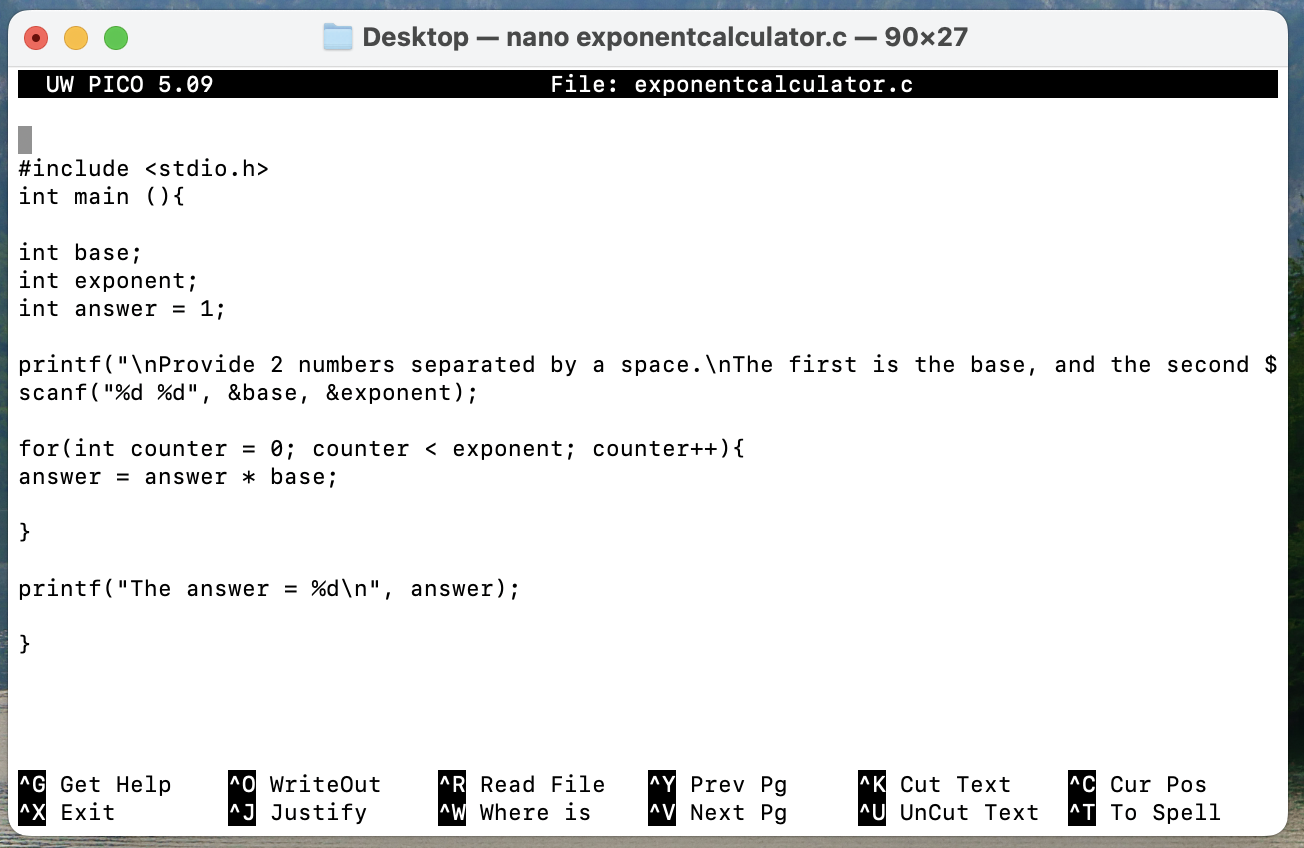 Desktop — nano exponentcalculator.c — 90×27
UW PICO 5.09 File: exponentcalculator.c
#include <stdio.h>
int main (){
int base;
int exponent;
int answer = 1;
printf("\nProvide 2 numbers separated by a space.\nThe first is the base, and the second $
scanf("%d %d", &base, &exponent);
for(int counter = 0; counter < exponent; counter++){
answer = answer * base;
}
printf("The answer = %d\n", answer);
}
^G Get Help ^O WriteOut ^R Read File ^Y Prev Pg ^K Cut Text ^C Cur Pos
^X Exit ^J Justify ^W Where is ^V Next Pg ^U UnCut Text ^T To Spell